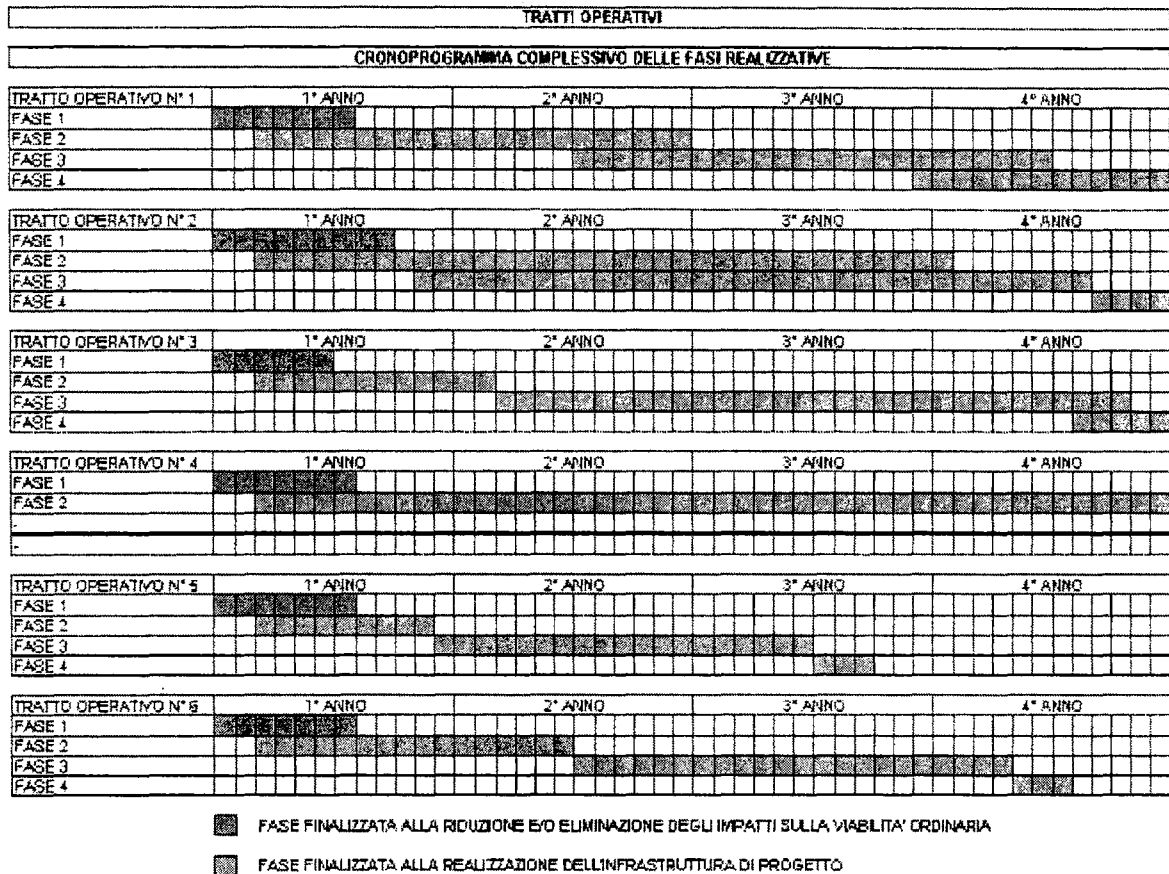 TRATTI OPERATIVI
CRONOPROGRAMMA COMPLESSIVO DELLE FASI REALIZZATIVE
TRATTO OPERATIVO N° 1 1° ANNO 2° ANNO 3° ANNO 4° ANNO
FASE 1
FASE 2
FASE 3
FASE 4
TRATTO OPERATIVO N° 2 1° ANNO 2° ANNO 3° ANNO 4° ANNO
FASE 1
FASE 2
FASE 3
FASE 4
TRATTO OPERATIVO N° 3 1° ANNO 2° ANNO 3° ANNO 4° ANNO
FASE 1
FASE 2
FASE 3
FASE 4
TRATTO OPERATIVO N° 4 1° ANNO 2° ANNO 3° ANNO 4° ANNO
FASE 1
FASE 2
-
-
TRATTO OPERATIVO N° 5 1° ANNO 2° ANNO 3° ANNO 4° ANNO
FASE 1
FASE 2
FASE 3
FASE 4
TRATTO OPERATIVO N° 6 1° ANNO 2° ANNO 3° ANNO 4° ANNO
FASE 1
FASE 2
FASE 3
FASE 4
FASE FINALIZZATA ALLA RIDUZIONE E/O ELIMINAZIONE DEGLI IMPATTI SULLA VIABILITA' ORDINARIA
FASE FINALIZZATA ALLA REALIZZAZIONE DELL'INFRASTRUTTURA DI PROGETTO